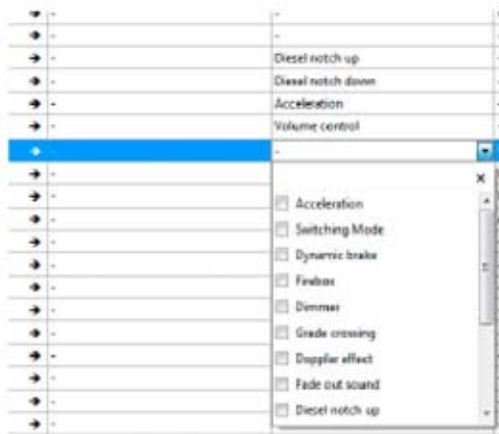 ➔ - -
➔ - -
➔ - Diesel notch up
➔ - Diesel notch down
➔ - Acceleration
➔ - Volume control
➔ - -
➔ - x
➔ - Acceleration
➔ - Switching Mode
➔ - Dynamic brake
➔ - Firebox
➔ - Dimmer
➔ - Grade crossing
➔ - Doppler effect
➔ - Fade out sound
➔ - Diesel notch up
➔ -
➔ -